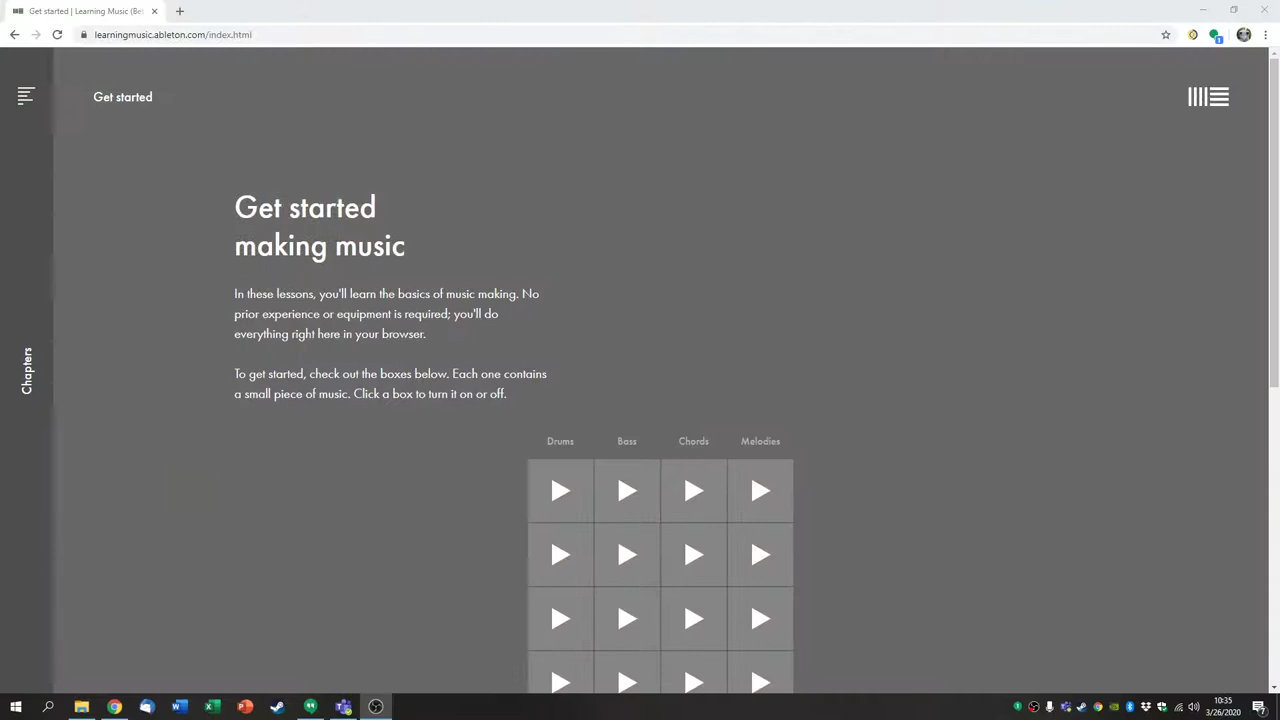 Get started | Learning Music (Be
learningmusic.ableton.com/index.html
Get started
Get started
making music
In these lessons, you'll learn the basics of music making. No
prior experience or equipment is required; you'll do
everything right here in your browser.
Chapters
To get started, check out the boxes below. Each one contains
a small piece of music. Click a box to turn it on or off.
Drums Bass Chords Melodies
10:35
3/26/2020